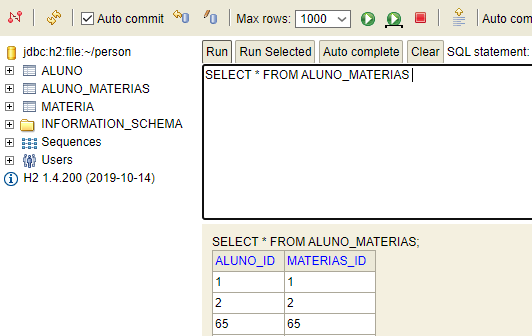 Auto commit Max rows: 1000 Auto com
jdbc:h2:file:~/person
ALUNO
ALUNO_MATERIAS
MATERIA
INFORMATION_SCHEMA
Sequences
Users
H2 1.4.200 (2019-10-14)
Run Run Selected Auto complete Clear SQL statement:
SELECT * FROM ALUNO_MATERIAS
SELECT * FROM ALUNO_MATERIAS;
ALUNO_ID MATERIAS_ID
1 1
2 2
65 65